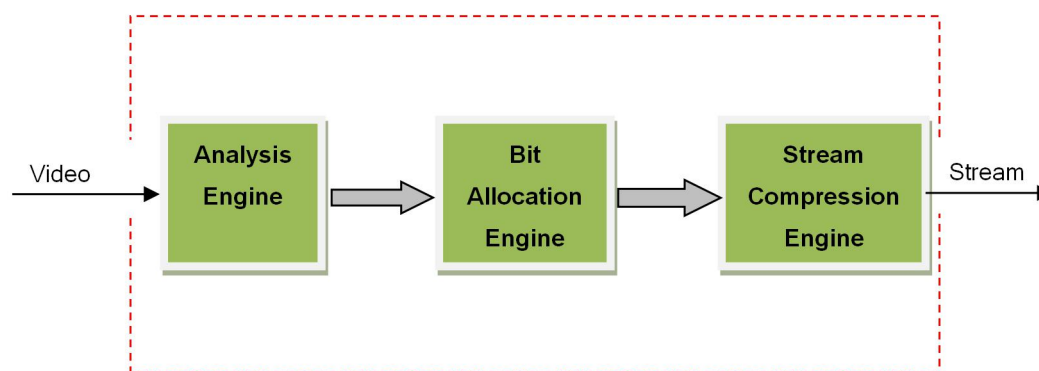 Video
Analysis
Engine
Bit
Allocation
Engine
Stream
Compression
Engine
Stream